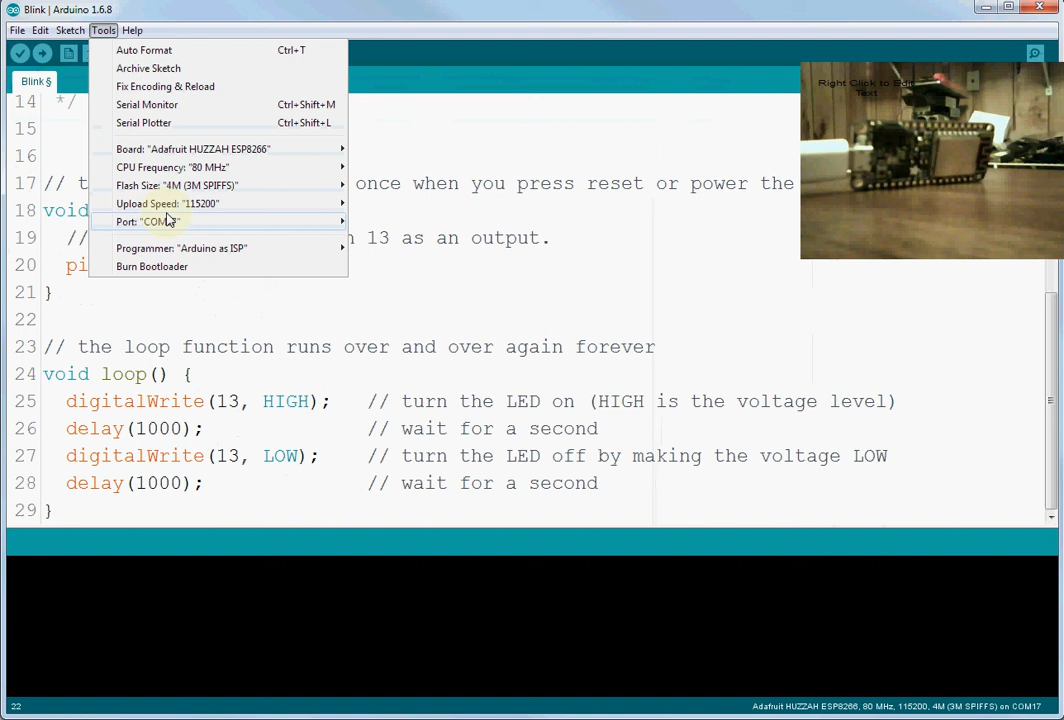 Blink | Arduino 1.6.8
File Edit Sketch Tools Help
Auto Format Ctrl+T
Archive Sketch
Fix Encoding & Reload
Serial Monitor Ctrl+Shift+M
Serial Plotter Ctrl+Shift+L
Board: "Adafruit HUZZAH ESP8266"
CPU Frequency: "80 MHz"
Flash Size: "4M (3M SPIFFS)"
Upload Speed: "115200"
Port: "COM
Programmer: "Arduino as ISP"
Burn Bootloader
Blink §
Right Click to Edit
Text
14 */
15
16
17 // t once when you press reset or power the
18 void
19 // 13 as an output.
20 pi
21 }
22
23 // the loop function runs over and over again forever
24 void loop() {
25 digitalWrite(13, HIGH); // turn the LED on (HIGH is the voltage level)
26 delay(1000); // wait for a second
27 digitalWrite(13, LOW); // turn the LED off by making the voltage LOW
28 delay(1000); // wait for a second
29 }
22
Adafruit HUZZAH ESP8266, 80 MHz, 115200, 4M (3M SPIFFS) on COM17